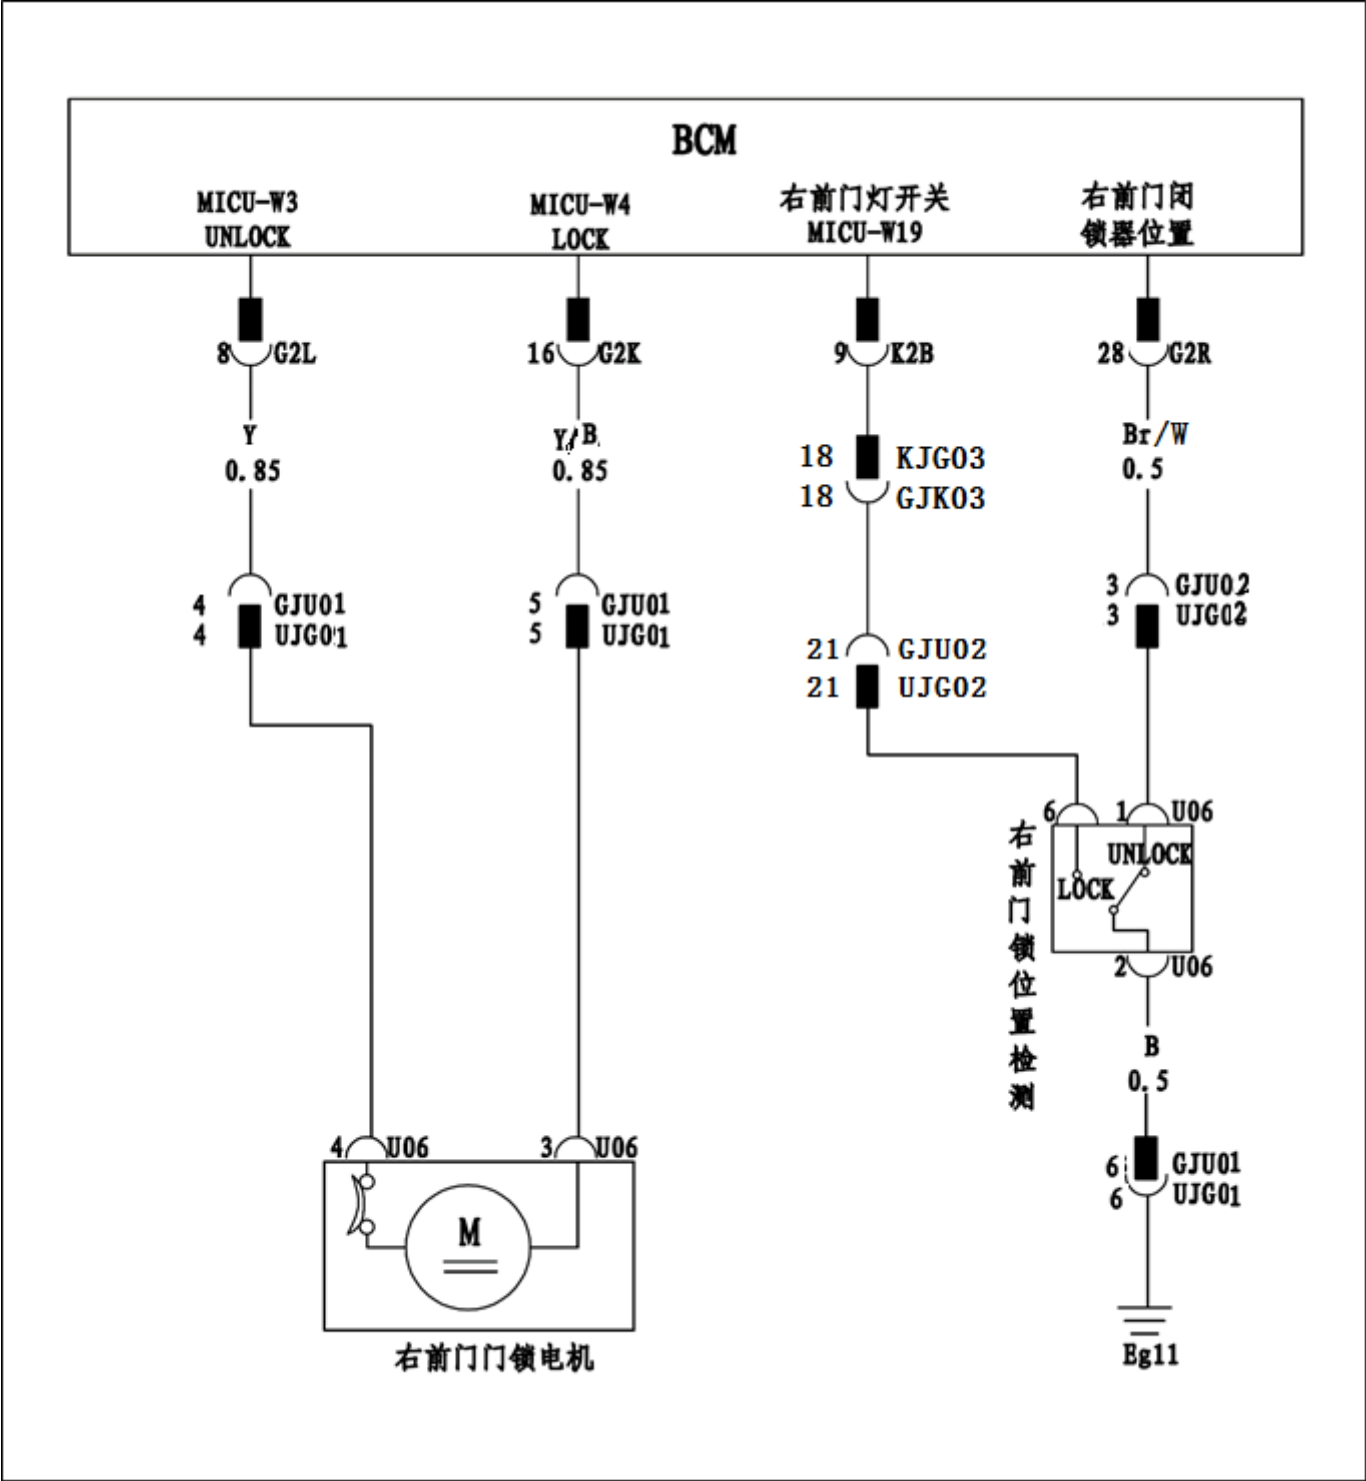 BCM
MICU-W3
UNLOCK
MICU-W4
LOCK
右前门灯开关
MICU-W19
右前门闭
锁器位置
8 G2L
16 G2K
9 K2B
28 G2R
Y
0.85
Y/B
0.85
Br/W
0.5
18 KJG03
18 GJK03
4 GJU01
4 UJG01
5 GJU01
5 UJG01
3 GJU02
3 UJG02
21 GJU02
21 UJG02
6 1 U06
UNLOCK
LOCK
右前门锁位置检测
2 U06
B
0.5
4 U06
3 U06
6 GJU01
6 UJG01
M
Eg11
右前门门锁电机